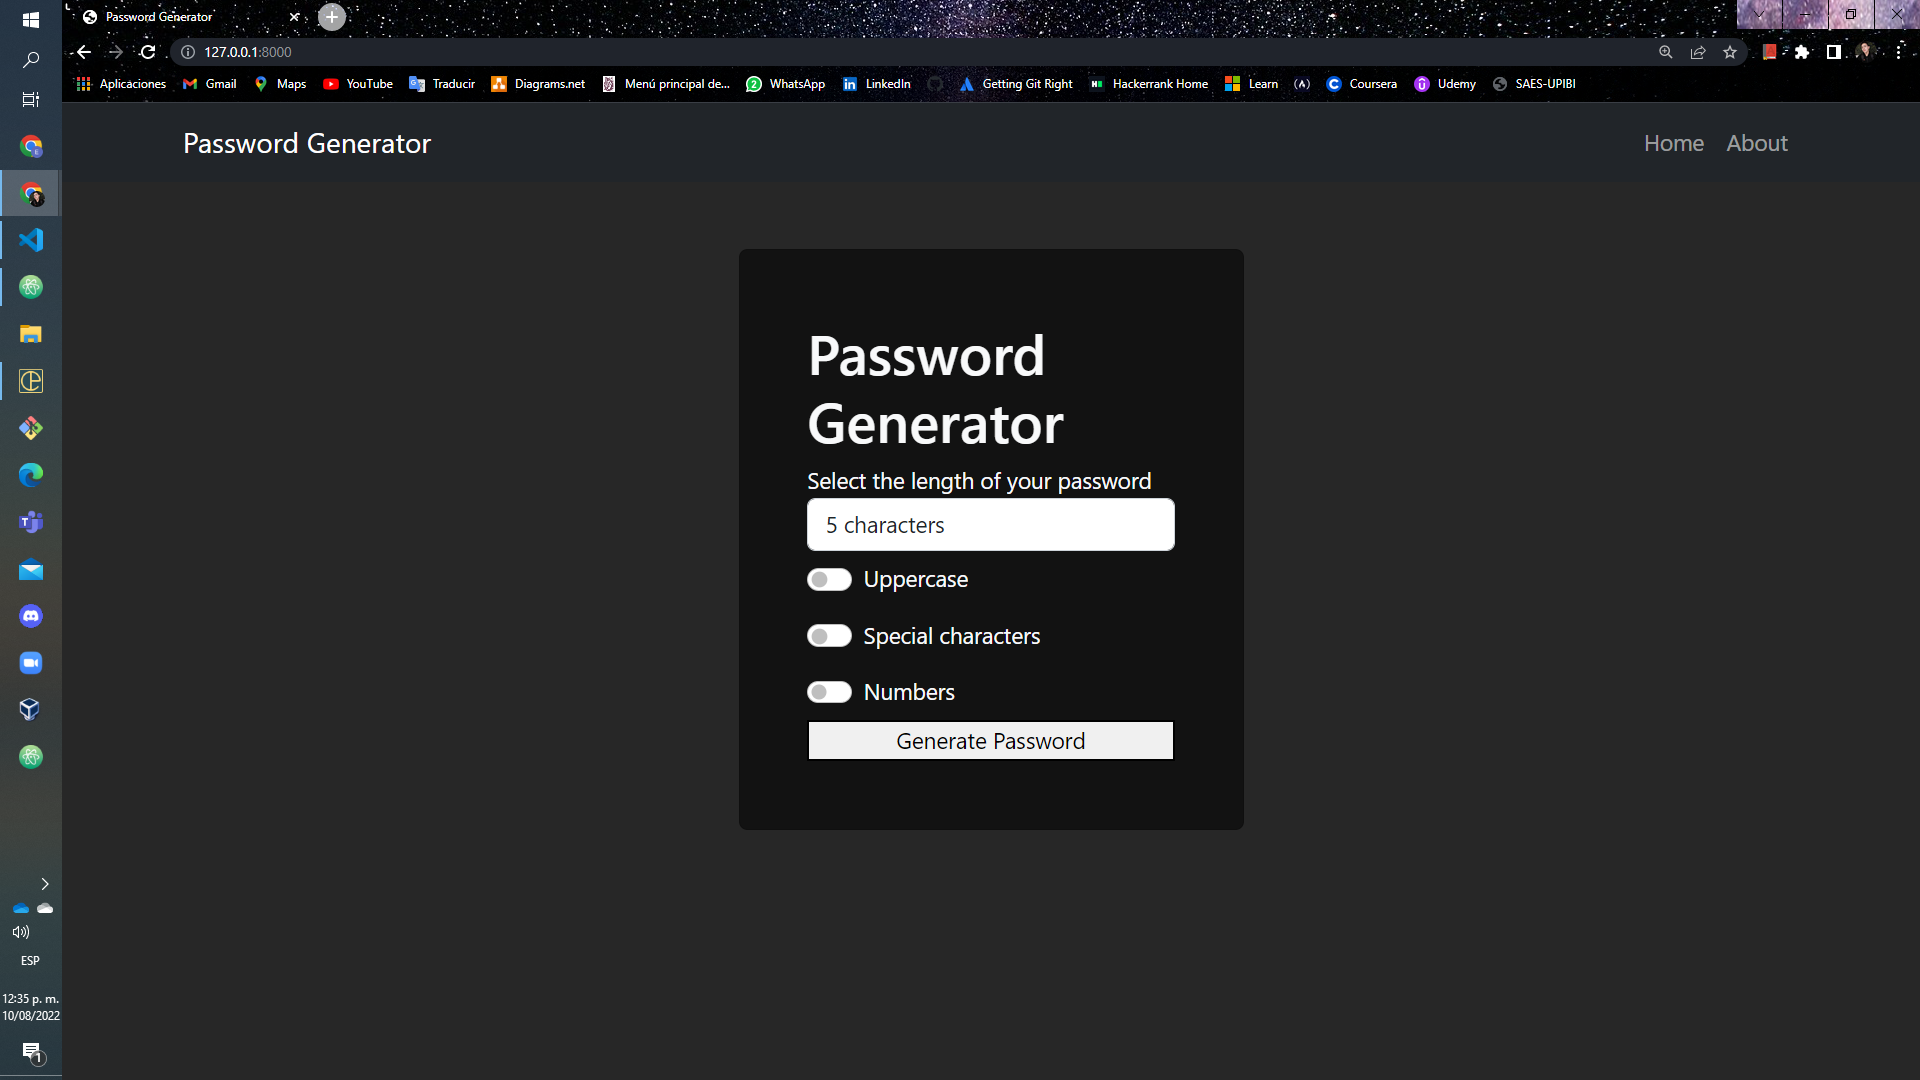 Password Generator
127.0.0.1:8000
Aplicaciones Gmail Maps YouTube Traducir Diagrams.net Menú principal de... WhatsApp LinkedIn Getting Git Right Hackerrank Home Learn Coursera Udemy SAES-UPIBI
Password Generator Home About
Password
Generator
Select the length of your password
5 characters
Uppercase
Special characters
Numbers
Generate Password
ESP
12:35 p. m.
10/08/2022
1